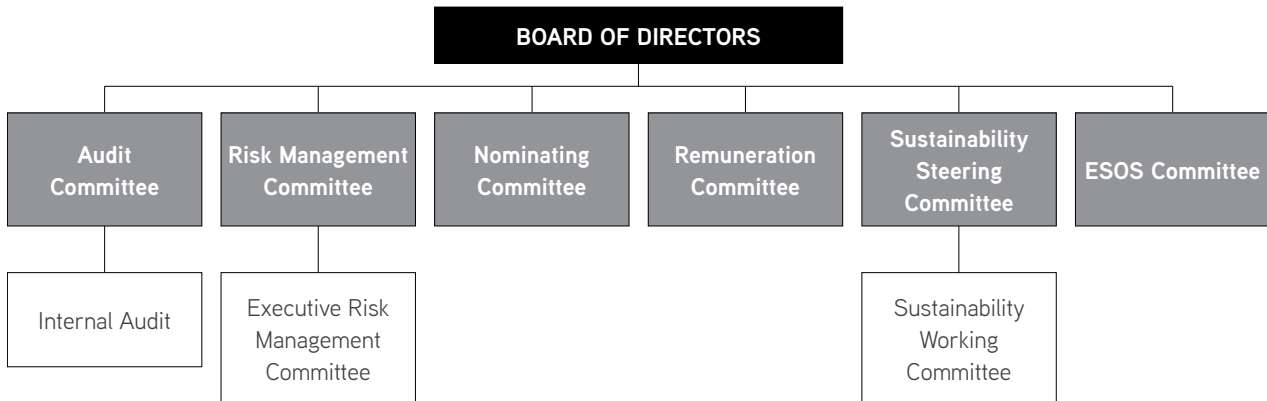 BOARD OF DIRECTORS
Audit
Committee
Risk Management
Committee
Nominating
Committee
Remuneration
Committee
Sustainability
Steering
Committee
ESOS Committee
Internal Audit
Executive Risk
Management
Committee
Sustainability
Working
Committee